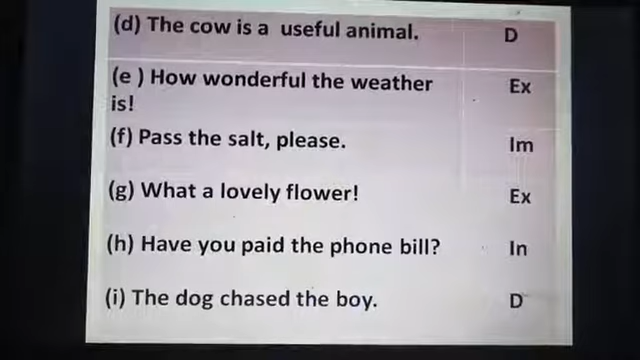 (d) The cow is a useful animal. D
(e ) How wonderful the weather Ex
is!
(f) Pass the salt, please. Im
(g) What a lovely flower! Ex
(h) Have you paid the phone bill? In
(i) The dog chased the boy. D